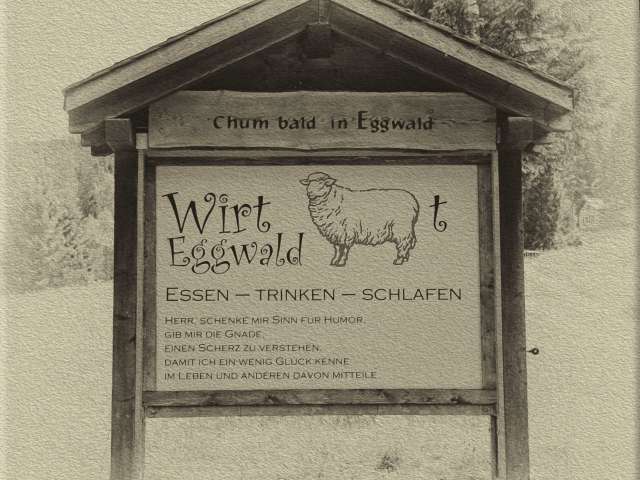 Chum bald in Eggwald
Wirt t
Eggwald
ESSEN – TRINKEN – SCHLAFEN
HERR, SCHENKE MIR SINN FÜR HUMOR,
GIB MIR DIE GNADE,
EINEN SCHERZ ZU VERSTEHEN,
DAMIT ICH EIN WENIG GLÜCK KENNE
IM LEBEN UND ANDEREN DAVON MITTEILE